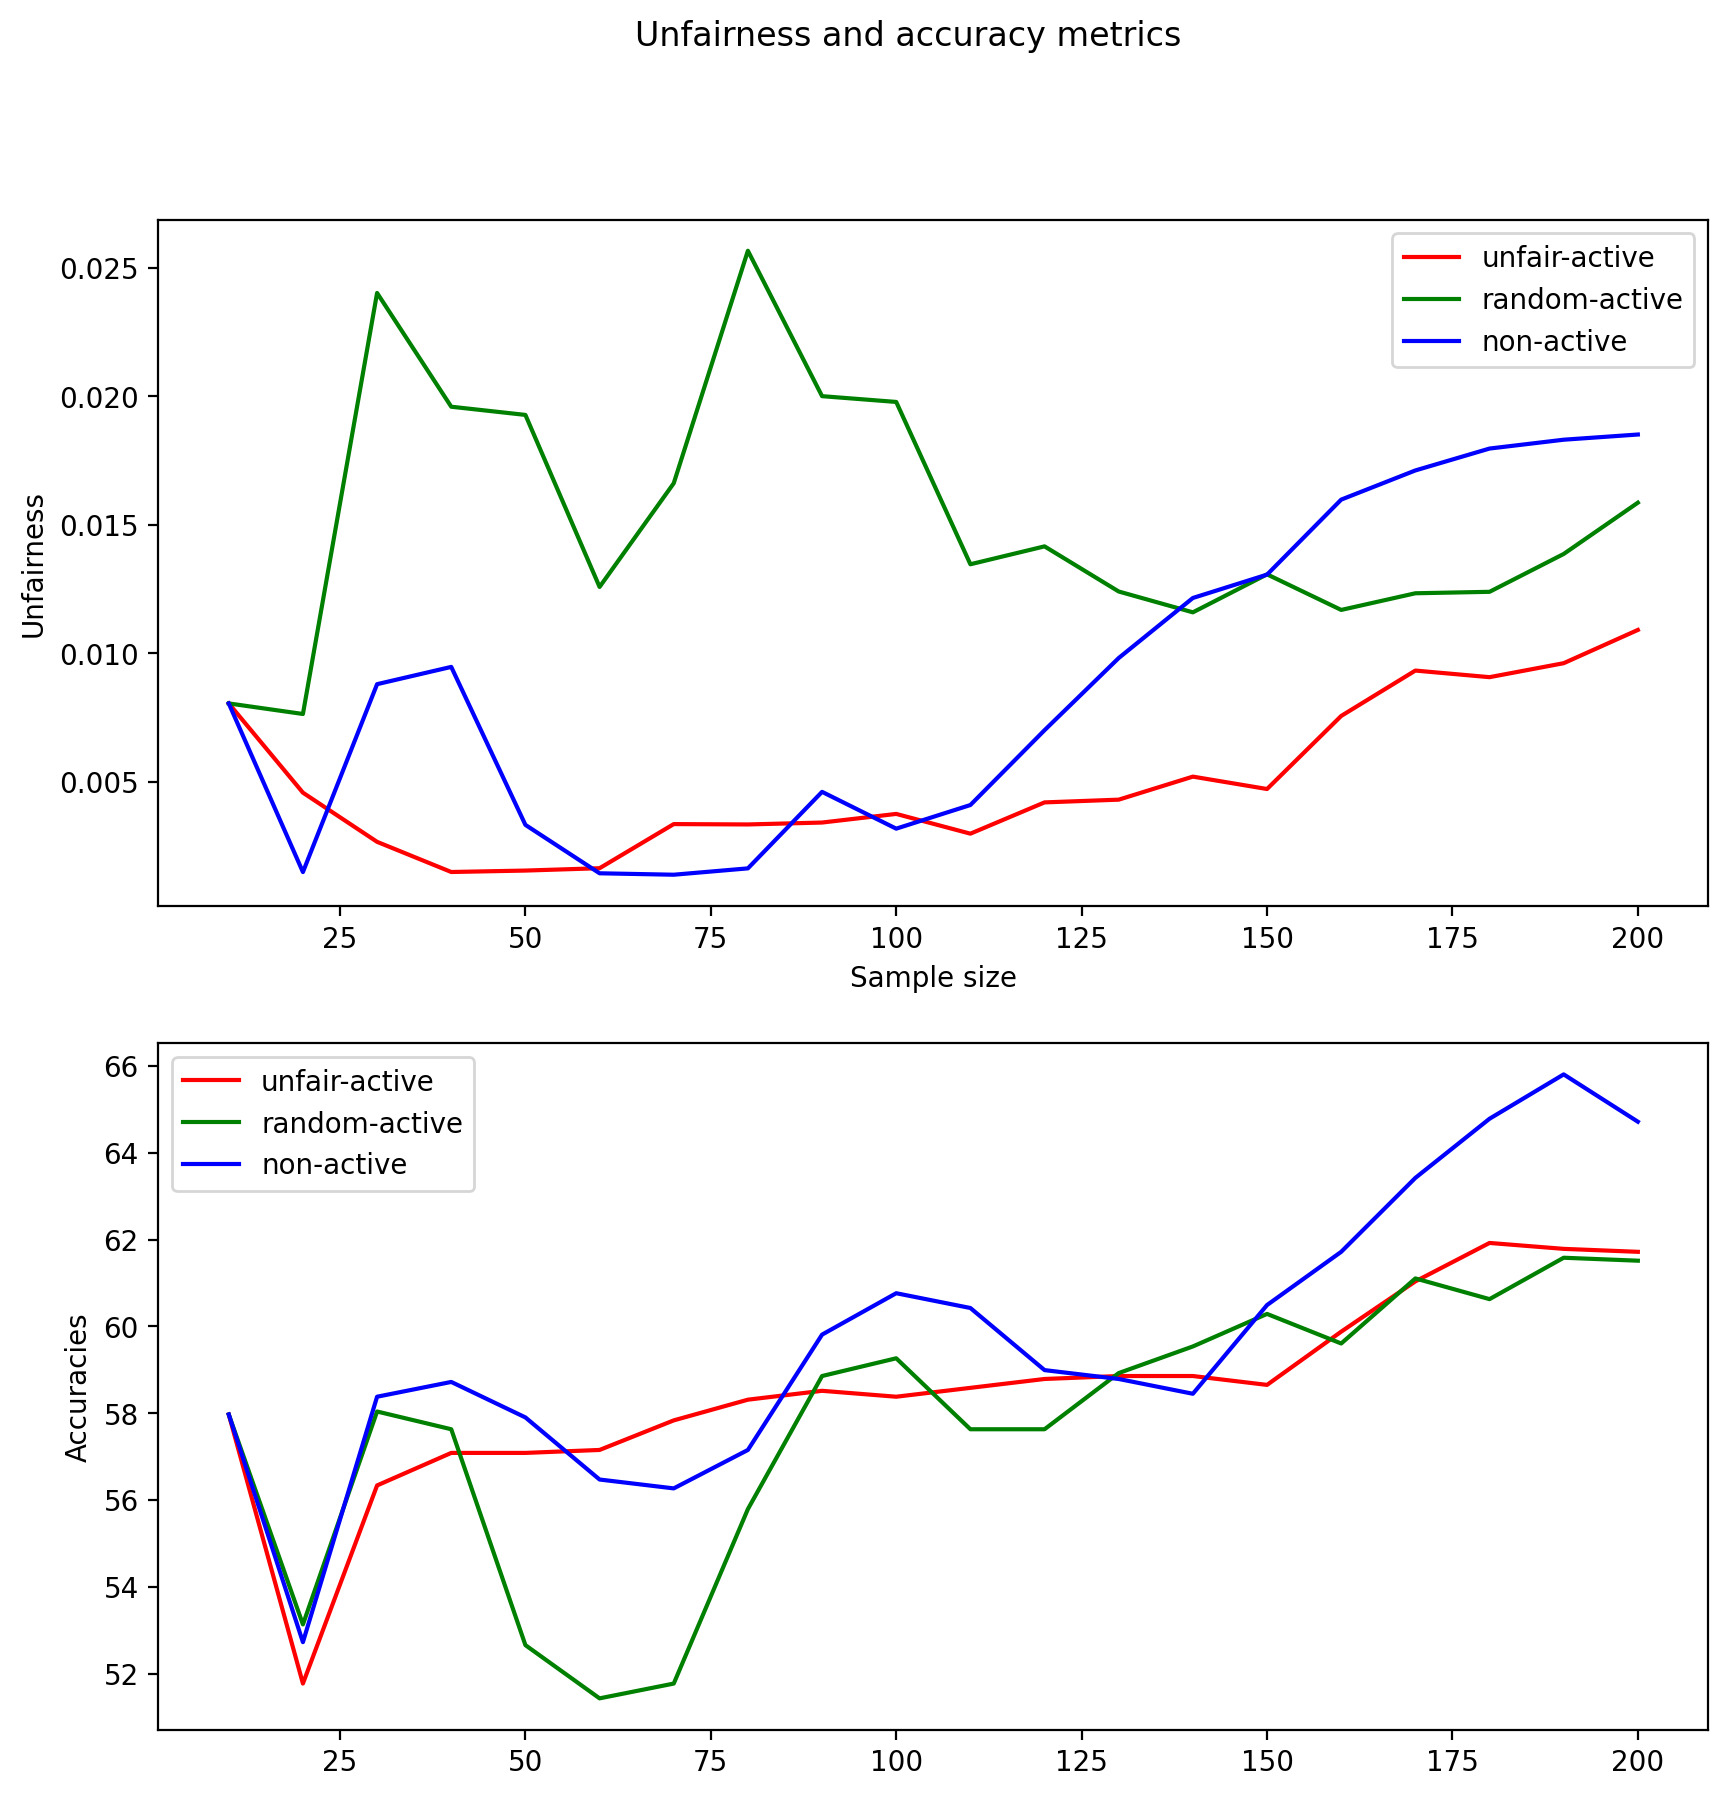 Unfairness and accuracy metrics
unfair-active
random-active
non-active
0.025
0.020
0.015
0.010
0.005
Unfairness
25 50 75 100 125 150 175 200
Sample size
unfair-active
random-active
non-active
66
64
62
60
58
56
54
52
Accuracies
25 50 75 100 125 150 175 200